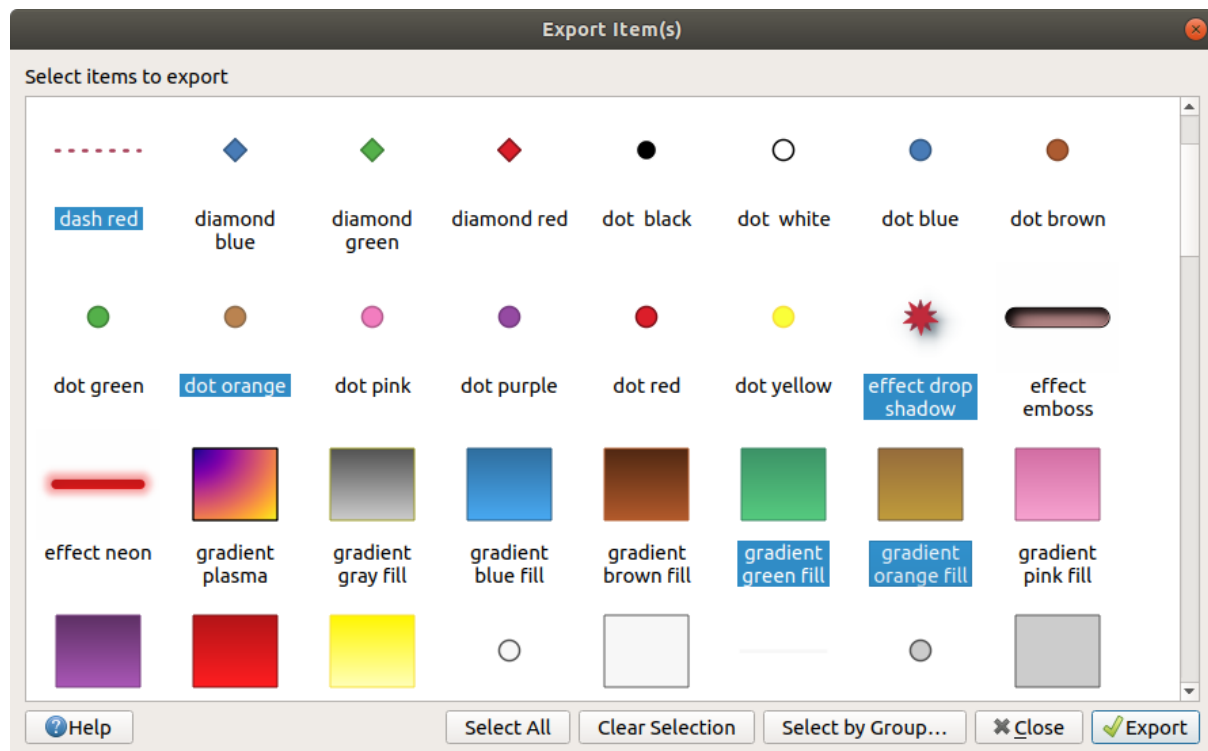 Export Item(s)
Select items to export
dash red
diamond
blue
diamond
green
diamond red
dot  black
dot  white
dot blue
dot brown
dot green
dot orange
dot pink
dot purple
dot red
dot yellow
effect drop
shadow
effect
emboss
effect neon
gradient
plasma
gradient
gray fill
gradient
blue fill
gradient
brown fill
gradient
green fill
gradient
orange fill
gradient
pink fill
?Help
Select All
Clear Selection
Select by Group...
Close
Export